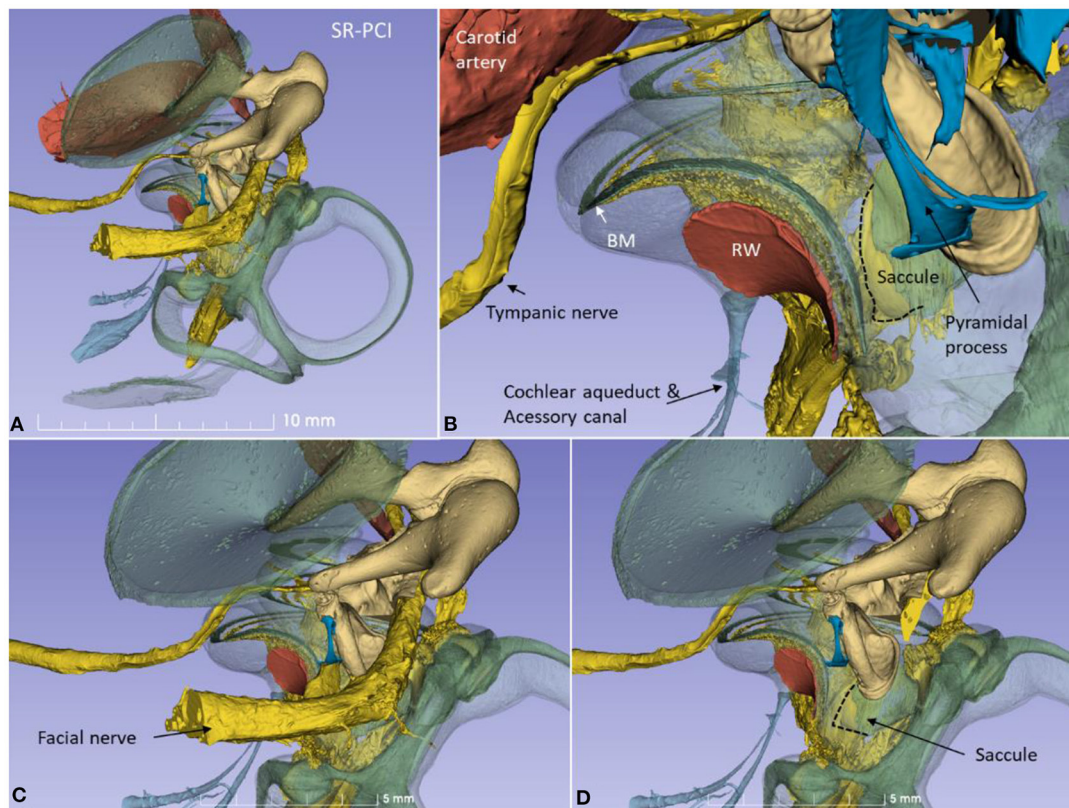 SR-PCI
10 mm
A
Carotid
artery
BM
RW
Saccule
Tympanic nerve
Pyramidal
process
Cochlear aqueduct &
Acessory canal
B
Facial nerve
5 mm
C
Saccule
5 mm
D